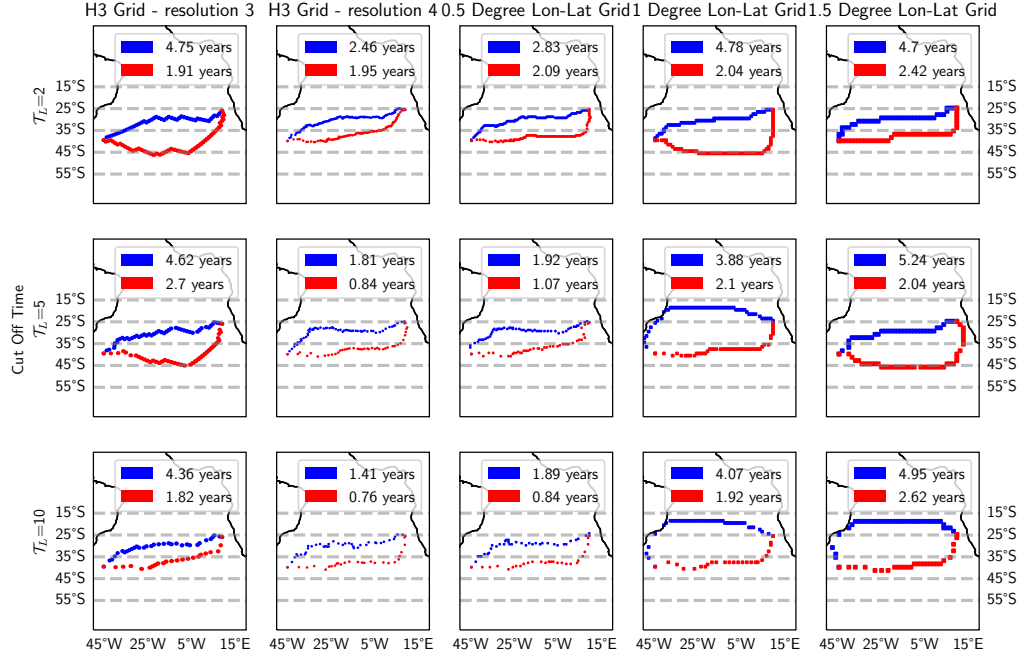 H3 Grid - resolution 3
H3 Grid - resolution 4
0.5 Degree Lon-Lat Grid
1 Degree Lon-Lat Grid
1.5 Degree Lon-Lat Grid
Cut Off Time
𝒯L=2
4.75 years
1.91 years
2.46 years
1.95 years
2.83 years
2.09 years
4.78 years
2.04 years
4.7 years
2.42 years
15°S
25°S
35°S
45°S
55°S
15°S
25°S
35°S
45°S
55°S
𝒯L=5
4.62 years
2.7 years
1.81 years
0.84 years
1.92 years
1.07 years
3.88 years
2.1 years
5.24 years
2.04 years
15°S
25°S
35°S
45°S
55°S
15°S
25°S
35°S
45°S
55°S
𝒯L=10
4.36 years
1.82 years
1.41 years
0.76 years
1.89 years
0.84 years
4.07 years
1.92 years
4.95 years
2.62 years
15°S
25°S
35°S
45°S
55°S
15°S
25°S
35°S
45°S
55°S
45°W 25°W 5°W 15°E
45°W 25°W 5°W 15°E
45°W 25°W 5°W 15°E
45°W 25°W 5°W 15°E
45°W 25°W 5°W 15°E